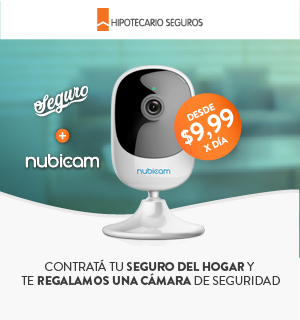 HIPOTECARIO SEGUROS
Seguro
+
nubicam
DESDE
$9,99
X DÍA
nubicam
CONTRATÁ TU SEGURO DEL HOGAR Y
TE REGALAMOS UNA CÁMARA DE SEGURIDAD